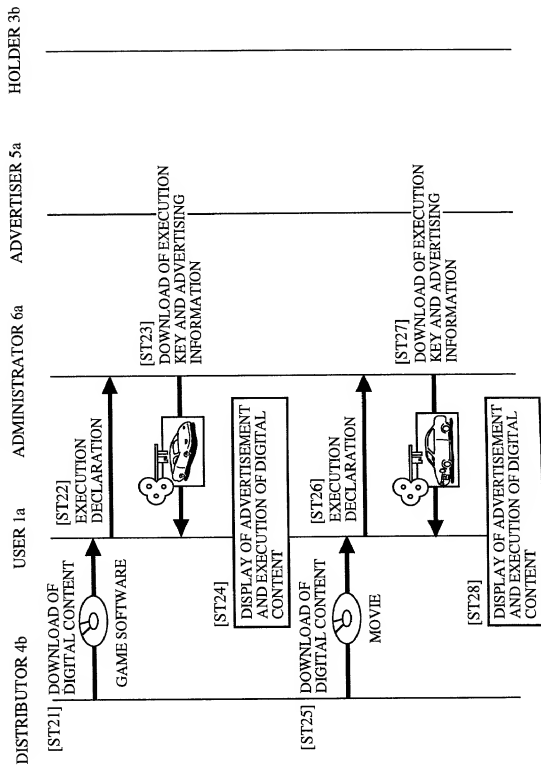 DISTRIBUTOR 4b
USER 1a
ADMINISTRATOR 6a
ADVERTISER 5a
HOLDER 3b
[ST21]
DOWNLOAD OF
DIGITAL CONTENT
GAME SOFTWARE
[ST22]
EXECUTION
DECLARATION
[ST23]
DOWNLOAD OF EXECUTION
KEY AND ADVERTISING
INFORMATION
[ST24]
DISPLAY OF ADVERTISEMENT
AND EXECUTION OF DIGITAL
CONTENT
[ST25]
DOWNLOAD OF
DIGITAL CONTENT
MOVIE
[ST26]
EXECUTION
DECLARATION
[ST27]
DOWNLOAD OF EXECUTION
KEY AND ADVERTISING
INFORMATION
[ST28]
DISPLAY OF ADVERTISEMENT
AND EXECUTION OF DIGITAL
CONTENT